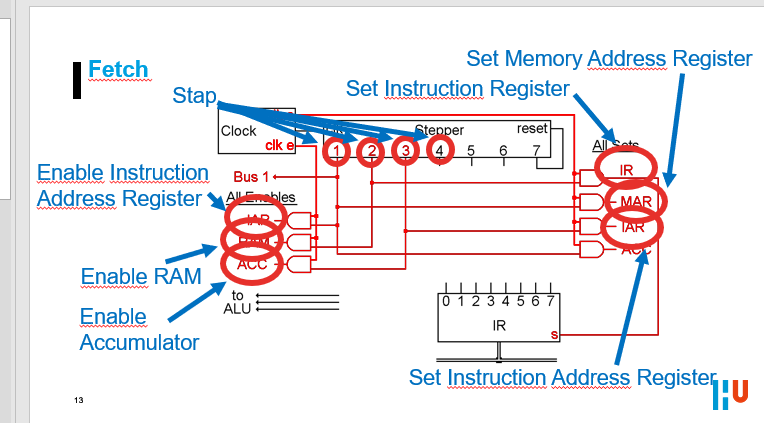 Fetch
Set Memory Address Register
Set Instruction Register
Stap
Clock
clk e
Stepper
reset
1 2 3 4 5 6 7
All Sets
IR
MAR
IAR
ACC
Bus 1
Enable Instruction
Address Register
All Enables
IAR
RAM
ACC
Enable RAM
to
ALU
Enable
Accumulator
0 1 2 3 4 5 6 7
IR
s
Set Instruction Address Register
13
HU